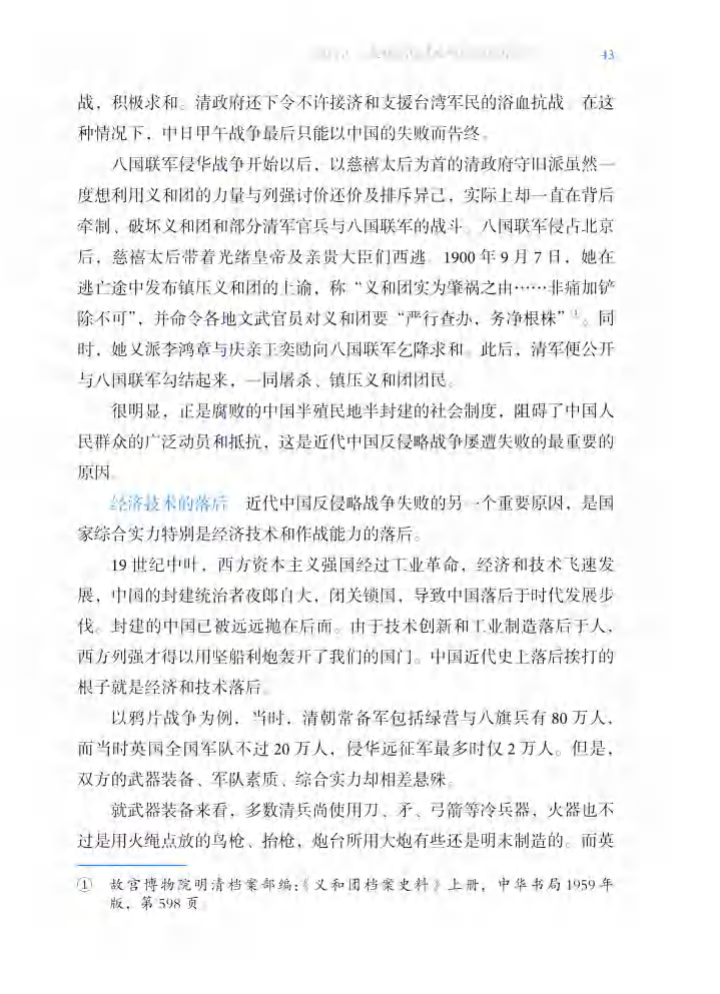 43
战，积极求和。清政府还下令不许接济和支援台湾军民的浴血抗战。在这
种情况下，中日甲午战争最后只能以中国的失败而告终。
八国联军侵华战争开始以后，以慈禧太后为首的清政府守旧派虽然一
度想利用义和团的力量与列强讨价还价及排斥异己，实际上却一直在背后
牵制、破坏义和团和部分清军官兵与八国联军的战斗。八国联军侵占北京
后，慈禧太后带着光绪皇帝及亲贵大臣们西逃。1900 年 9 月 7 日，她在
逃亡途中发布镇压义和团的上谕，称“义和团实为肇祸之由……非痛加铲
除不可”，并命令各地文武官员对义和团要“严行查办，务净根株”①。同
时，她又派李鸿章与庆亲王奕劻向八国联军乞降求和。此后，清军便公开
与八国联军勾结起来，一同屠杀、镇压义和团团民。
很明显，正是腐败的中国半殖民地半封建的社会制度，阻碍了中国人
民群众的广泛动员和抵抗，这是近代中国反侵略战争屡遭失败的最重要的
原因。
经济技术的落后　近代中国反侵略战争失败的另一个重要原因，是国
家综合实力特别是经济技术和作战能力的落后。
19 世纪中叶，西方资本主义强国经过工业革命，经济和技术飞速发
展，中国的封建统治者夜郎自大，闭关锁国，导致中国落后于时代发展步
伐。封建的中国已被远远抛在后面。由于技术创新和工业制造落后于人，
西方列强才得以用坚船利炮轰开了我们的国门。中国近代史上落后挨打的
根子就是经济和技术落后。
以鸦片战争为例，当时，清朝常备军包括绿营与八旗兵有 80 万人，
而当时英国全国军队不过 20 万人，侵华远征军最多时仅 2 万人。但是，
双方的武器装备、军队素质、综合实力却相差悬殊。
就武器装备来看，多数清兵尚使用刀、矛、弓箭等冷兵器，火器也不
过是用火绳点放的鸟枪、抬枪，炮台所用大炮有些还是明末制造的。而英
① 故宫博物院明清档案部编：《义和团档案史料》上册，中华书局 1959 年
版，第 598 页。